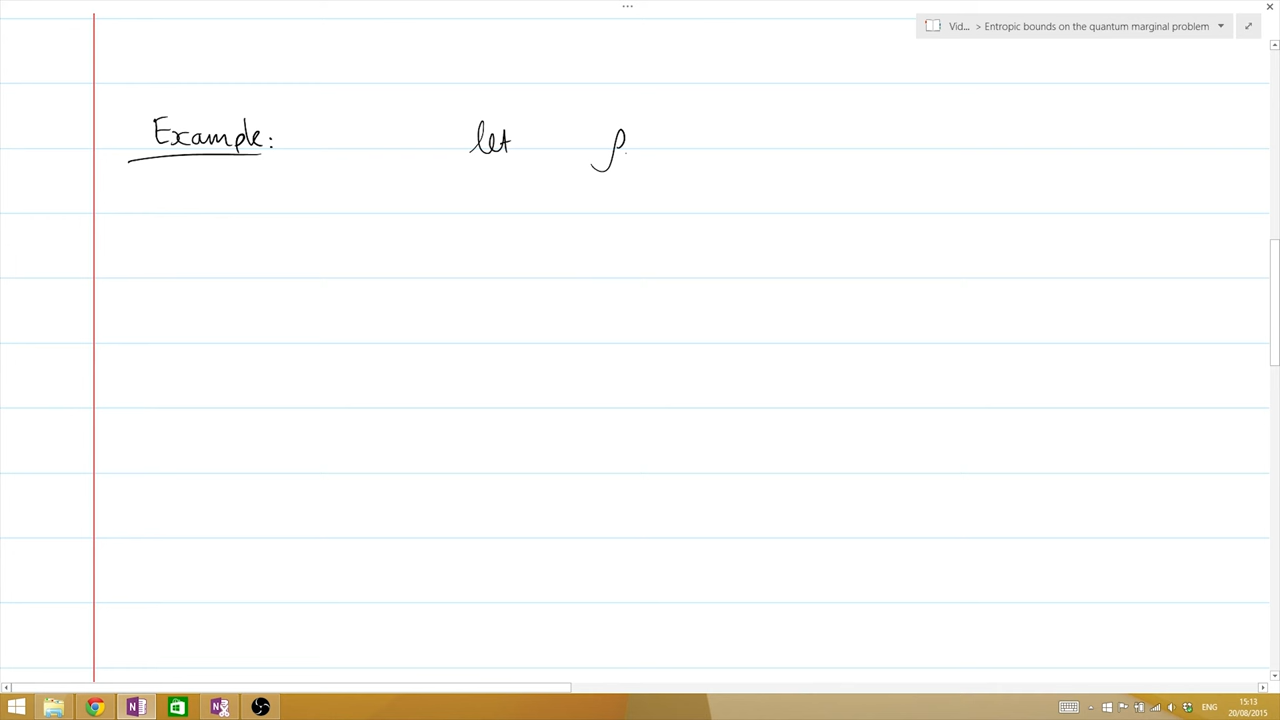 ...
Vid... > Entropic bounds on the quantum marginal problem
Example: let ρ
ENG
15:13
20/08/2015